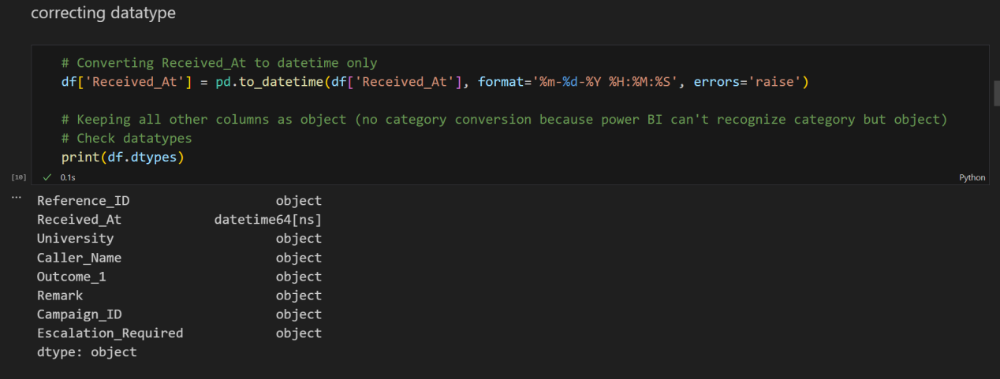 correcting datatype
# Converting Received_At to datetime only
df['Received_At'] = pd.to_datetime(df['Received_At'], format='%m-%d-%Y %H:%M:%S', errors='raise')
# Keeping all other columns as object (no category conversion because power BI can't recognize category but object)
# Check datatypes
print(df.dtypes)
[10] ✓ 0.1s Python
... Reference_ID object
Received_At datetime64[ns]
University object
Caller_Name object
Outcome_1 object
Remark object
Campaign_ID object
Escalation_Required object
dtype: object